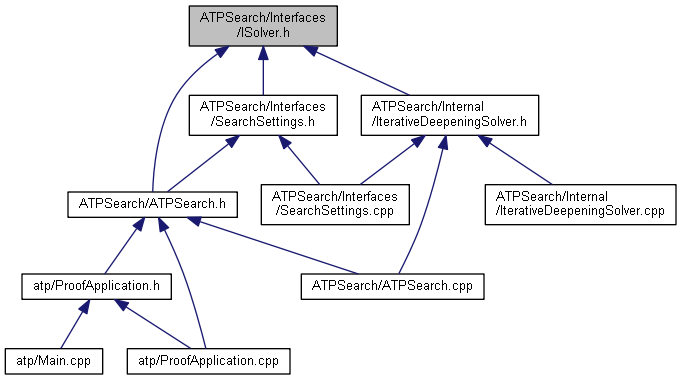 ATPSearch/Interfaces
/ISolver.h
ATPSearch/Interfaces
/SearchSettings.h
ATPSearch/Internal
/IterativeDeepeningSolver.h
ATPSearch/ATPSearch.h
ATPSearch/Interfaces
/SearchSettings.cpp
ATPSearch/Internal
/IterativeDeepeningSolver.cpp
atp/ProofApplication.h
ATPSearch/ATPSearch.cpp
atp/Main.cpp
atp/ProofApplication.cpp